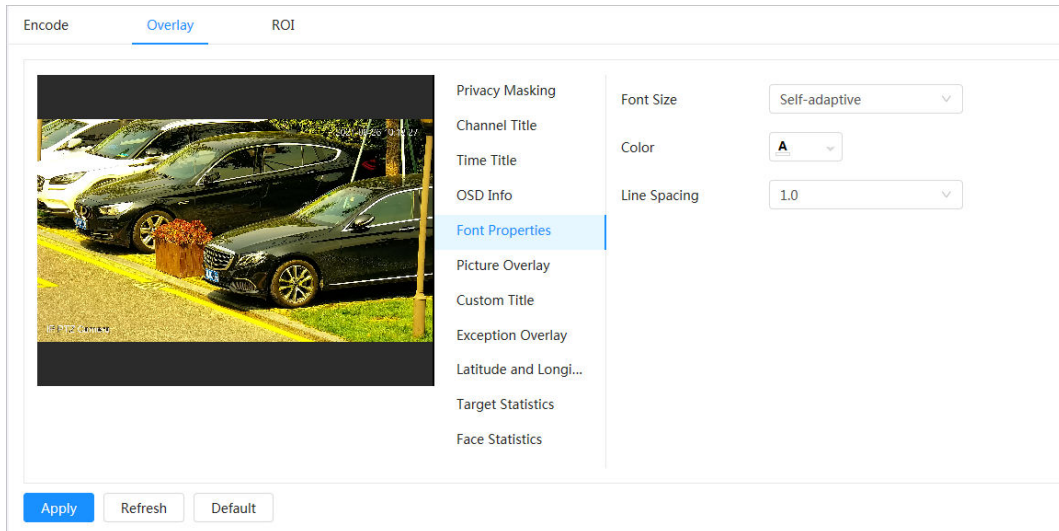 Encode Overlay ROI
Privacy Masking
Channel Title
Time Title
OSD Info
Font Properties
Picture Overlay
Custom Title
Exception Overlay
Latitude and Longi...
Target Statistics
Face Statistics
Font Size Self-adaptive
Color A
Line Spacing 1.0
Apply Refresh Default